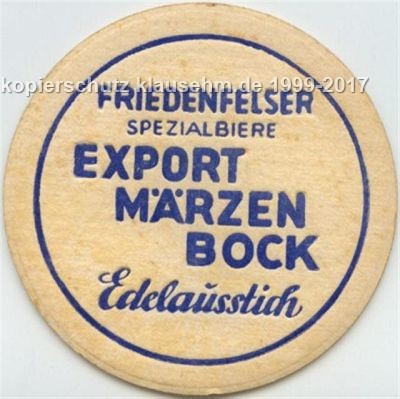 kopierschutz klausehm.de 1999-2017
FRIEDENFELSER
SPEZIALBIERE
EXPORT
MÄRZEN
BOCK
Edelausstich